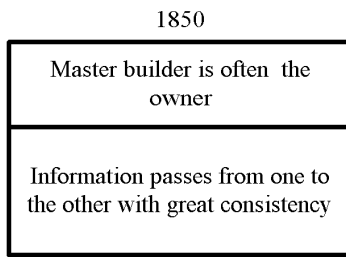 1850
Master builder is often the
owner
Information passes from one to
the other with great consistency